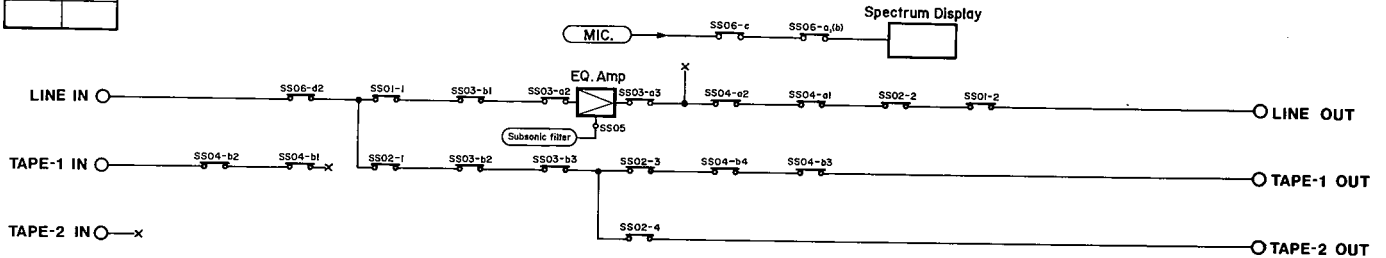 Spectrum Display
MIC.
SS06-c
SS06-a,(b)
EQ. Amp
LINE IN
SS06-d2
SS01-1
SS03-b1
SS03-a2
SS03-a3
SS04-a2
SS04-a1
SS02-2
SS01-2
LINE OUT
Subsonic filter
SS05
TAPE-1 IN
SS04-b2
SS04-b1
x
SS02-1
SS03-b2
SS03-b3
SS02-3
SS04-b4
SS04-b3
TAPE-1 OUT
TAPE-2 IN
x
SS02-4
TAPE-2 OUT